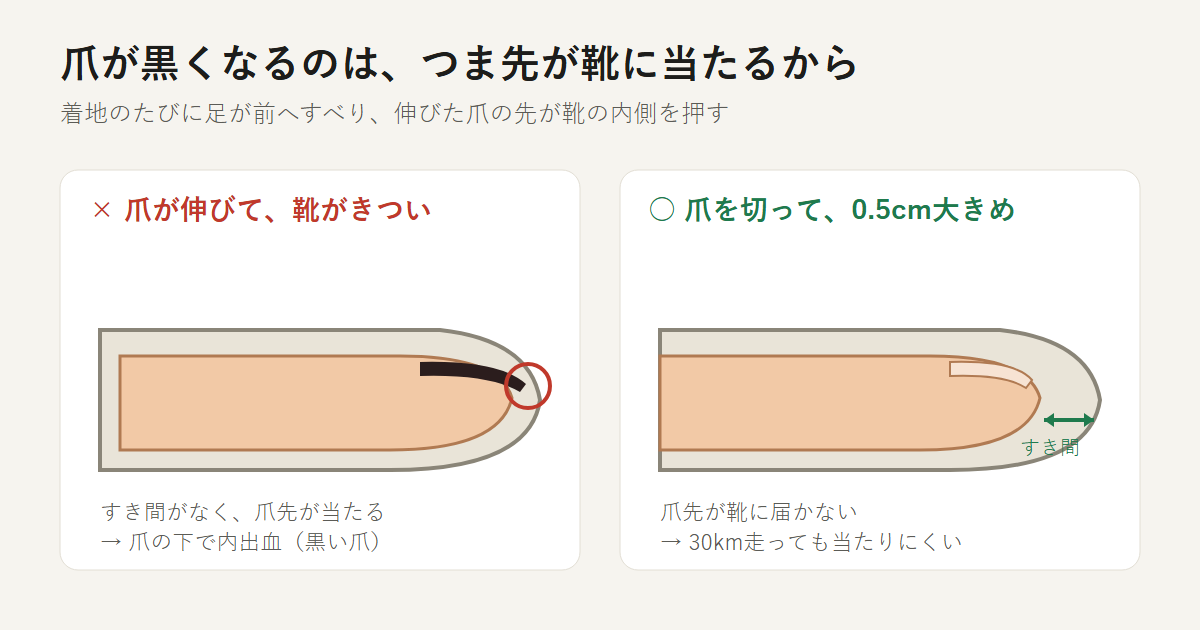 爪が黒くなるのは、つま先が靴に当たるから
着地のたびに足が前へすべり、伸びた爪の先が靴の内側を押す
× 爪が伸びて、靴がきつい
すき間がなく、爪先が当たる
→ 爪の下で内出血（黒い爪）
○ 爪を切って、0.5cm大きめ
すき間
爪先が靴に届かない
→ 30km走っても当たりにくい